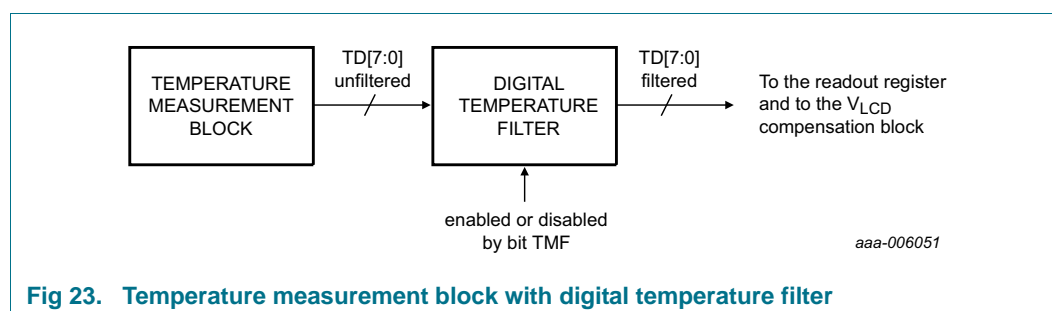 TEMPERATURE
MEASUREMENT
BLOCK
TD[7:0]
unfiltered
DIGITAL
TEMPERATURE
FILTER
TD[7:0]
filtered
To the readout register
and to the VLCD
compensation block
enabled or disabled
by bit TMF
aaa-006051
Fig 23. Temperature measurement block with digital temperature filter